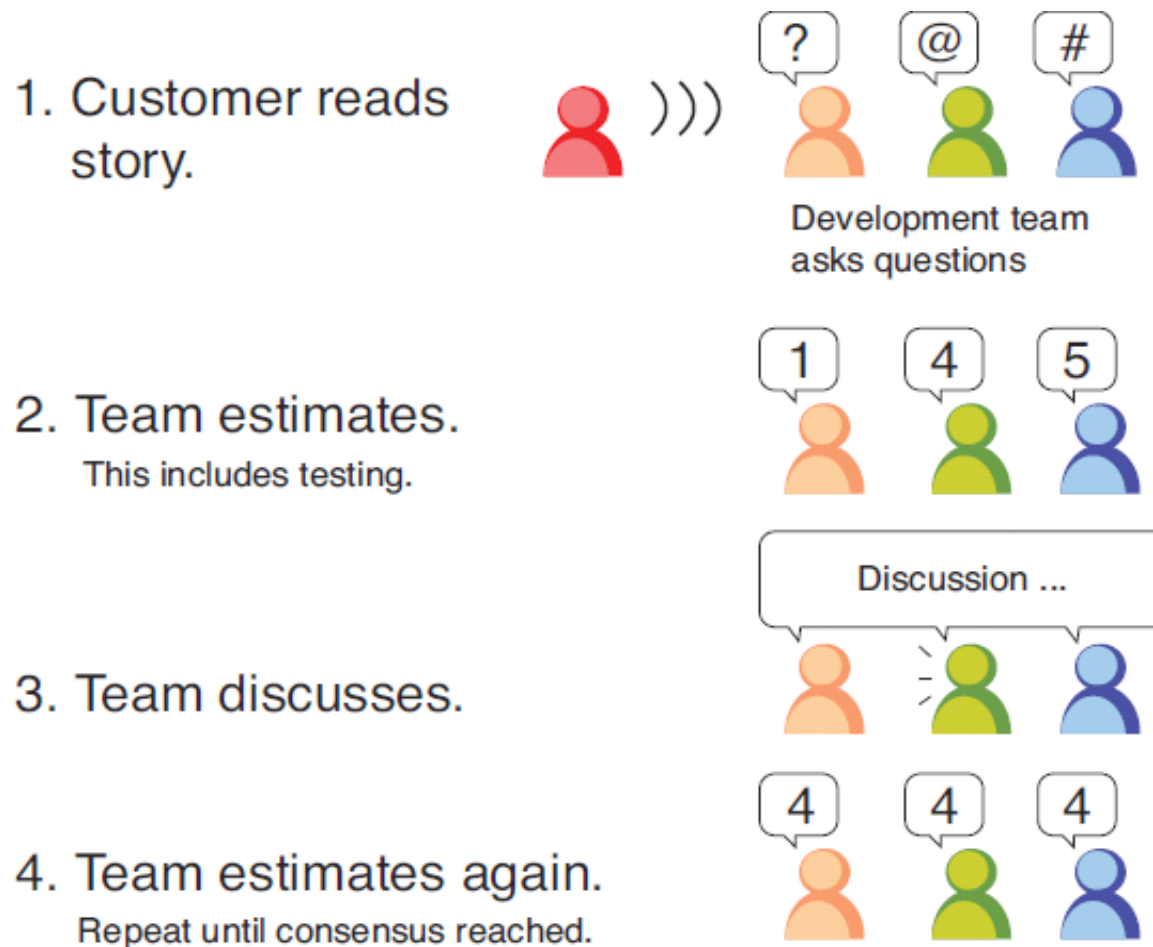 ?
@
#
1. Customer reads
story.
)))
Development team
asks questions
1
4
5
2. Team estimates.
This includes testing.
Discussion ...
3. Team discusses.
4
4
4
4. Team estimates again.
Repeat until consensus reached.